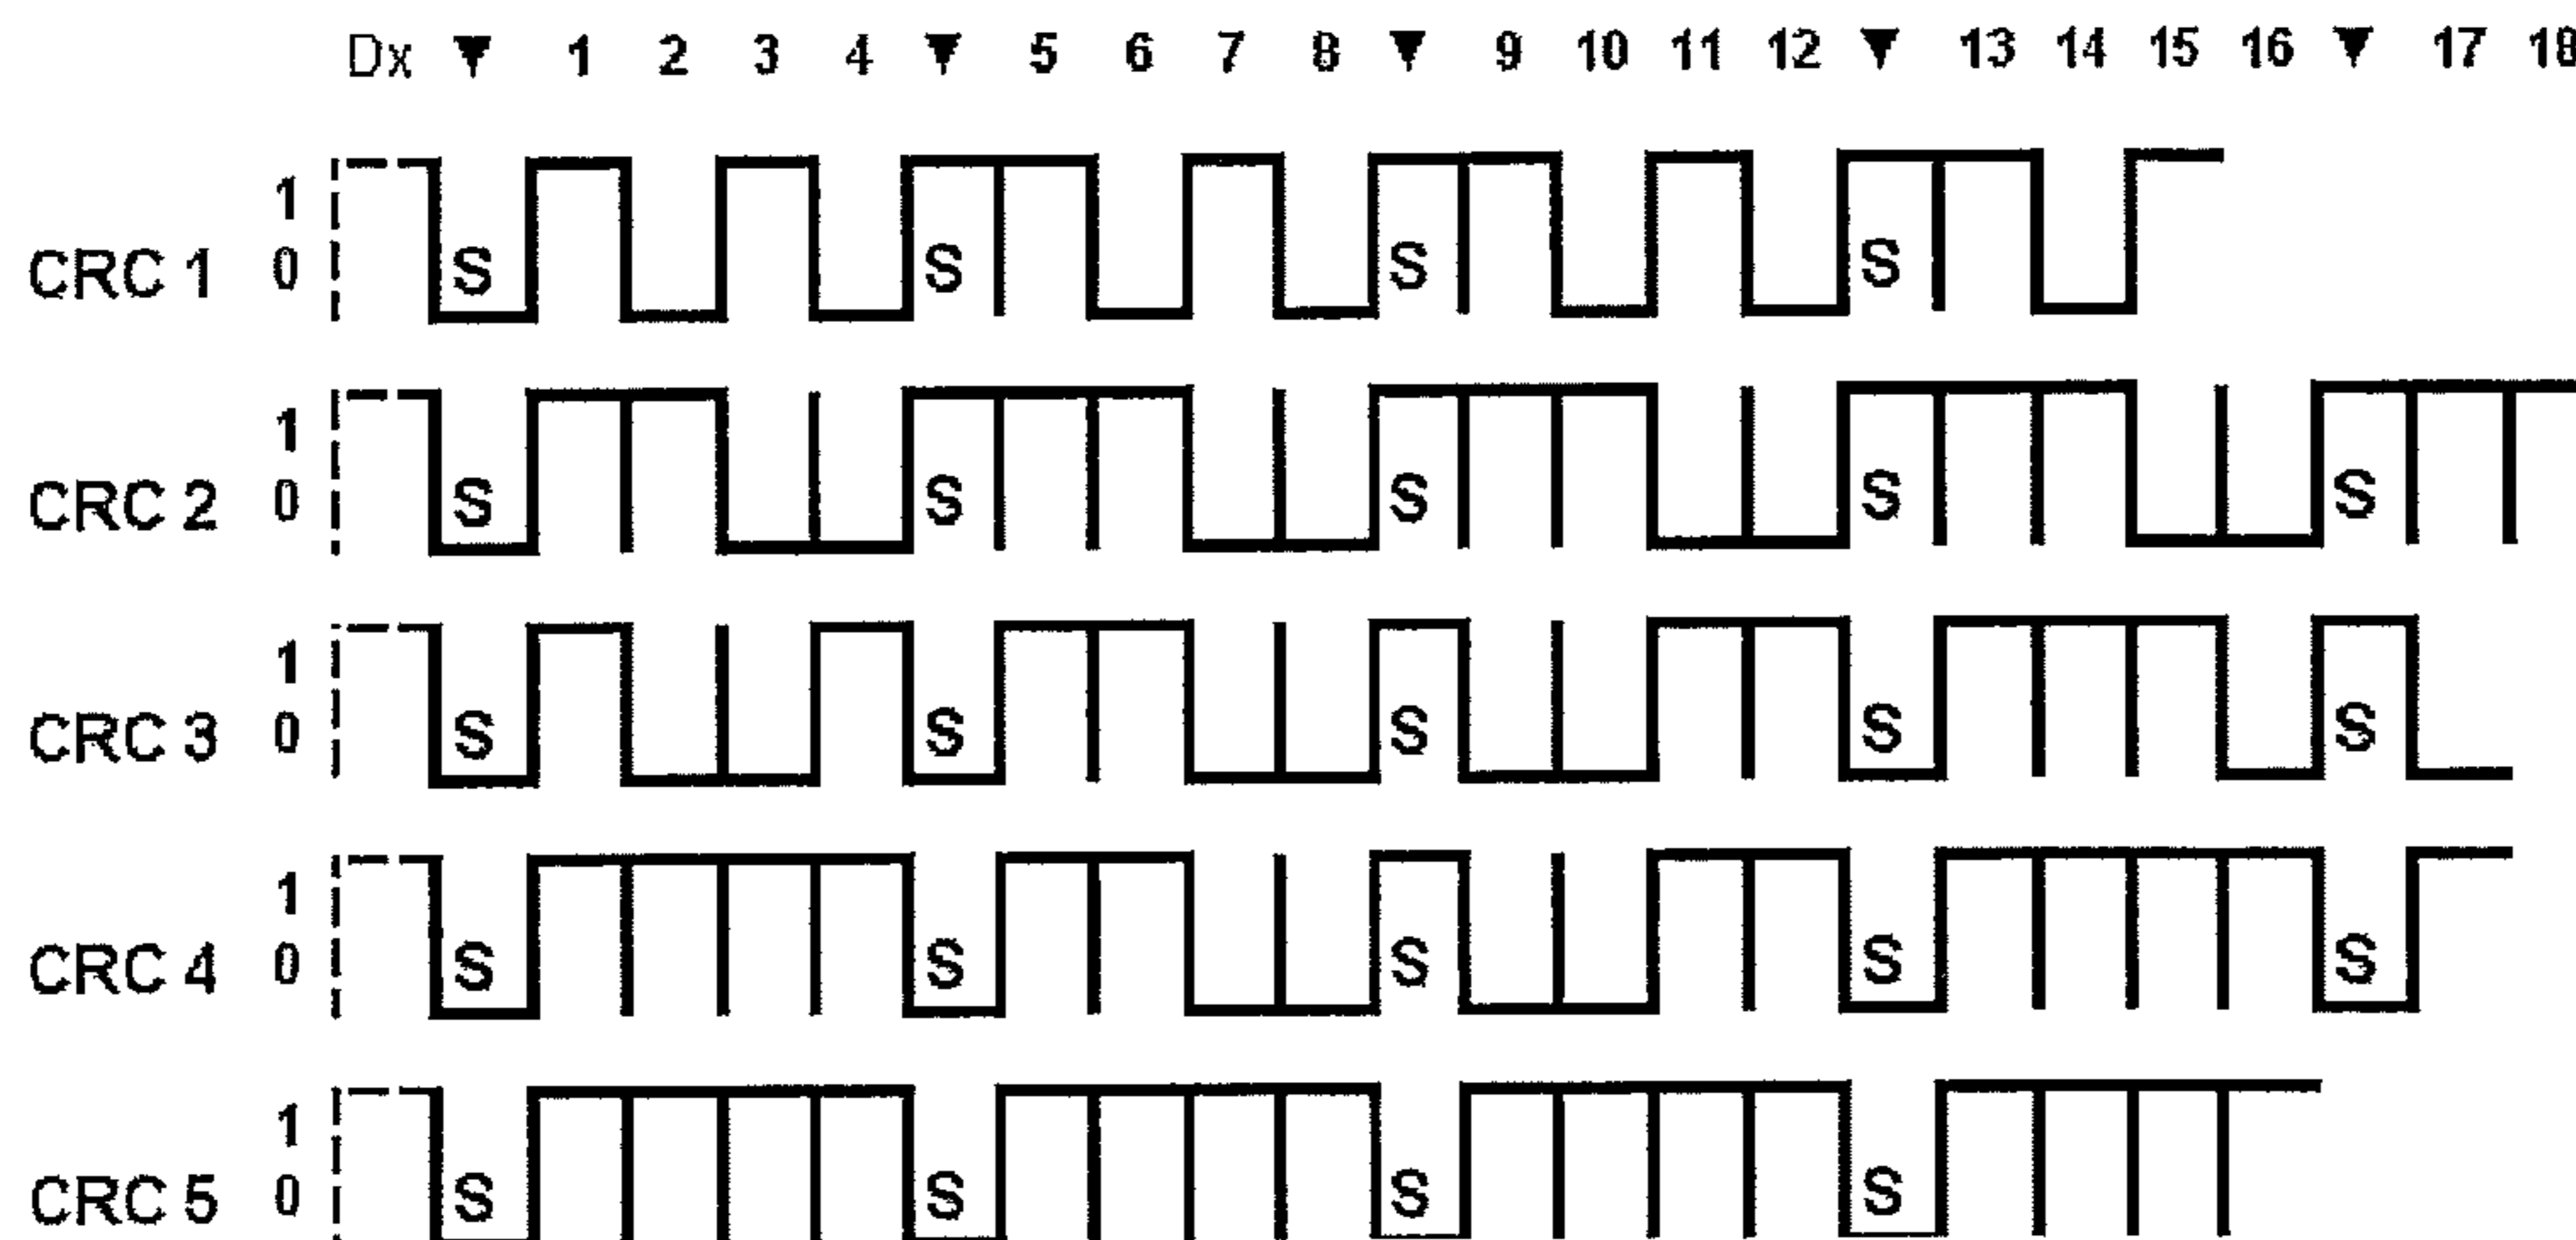 Dx ▼ 1 2 3 4 ▼ 5 6 7 8 ▼ 9 10 11 12 ▼ 13 14 15 16 ▼ 17 18
1
CRC 1 0 S S S S
1
CRC 2 0 S S S S S
1
CRC 3 0 S S S S S
1
CRC 4 0 S S S S S
1
CRC 5 0 S S S S